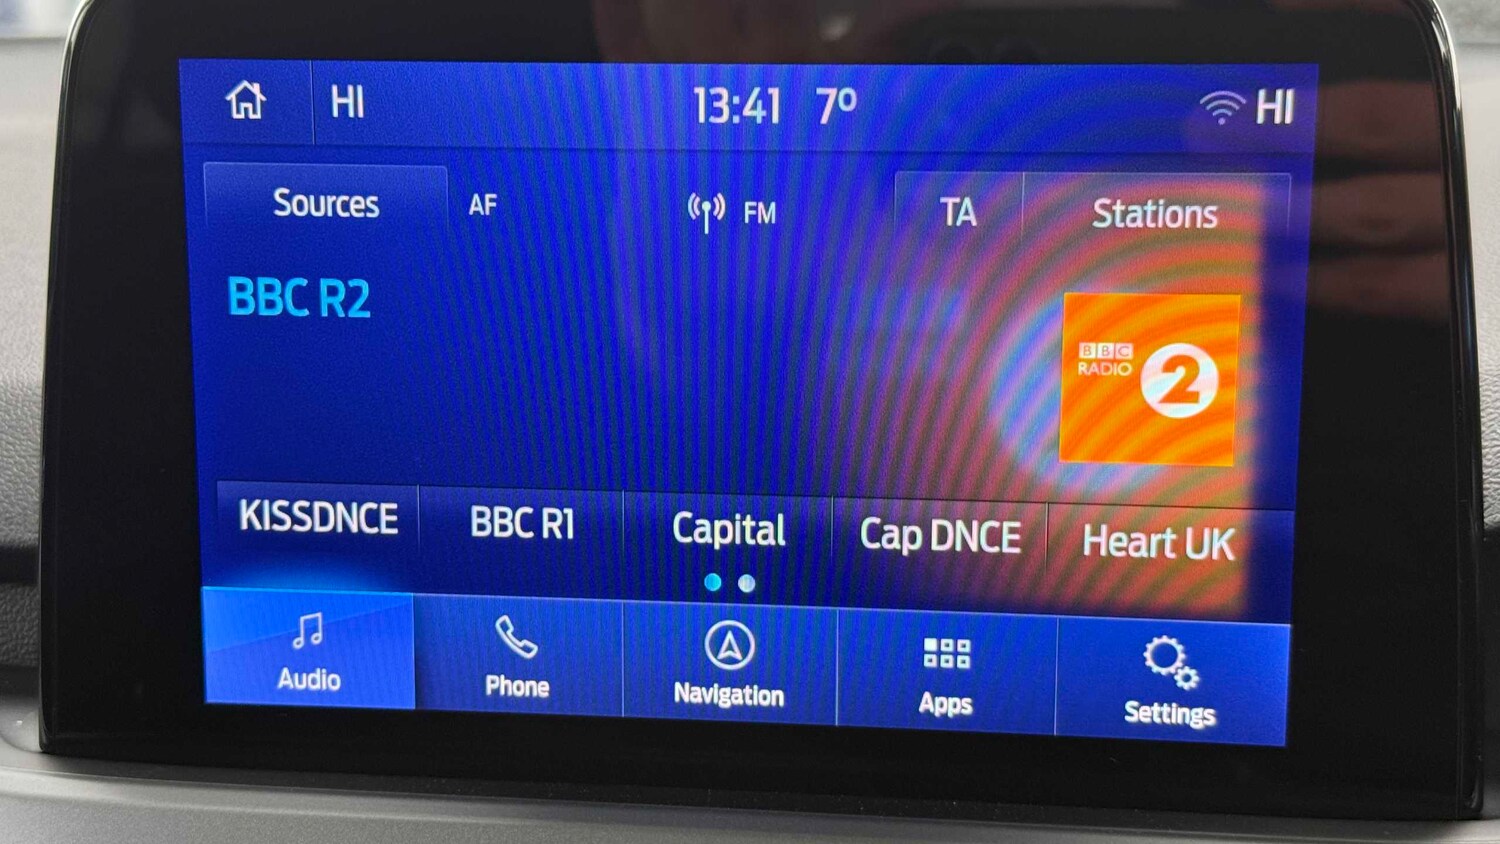 HI 13:41 7° HI
Sources AF FM TA Stations
BBC R2
BBC
RADIO 2
KISSDNCE BBC R1 Capital Cap DNCE Heart UK
Audio Phone Navigation Apps Settings